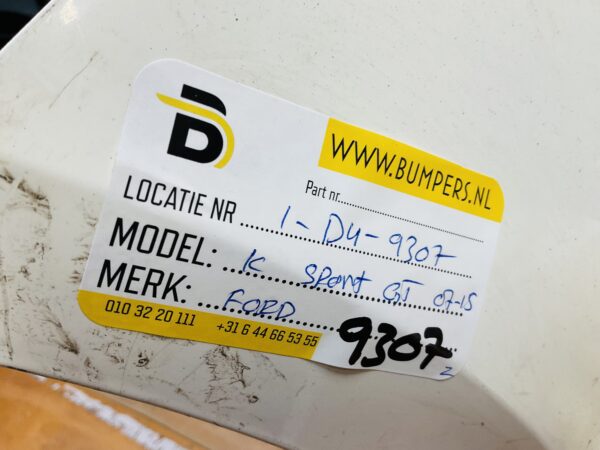 B
WWW.BUMPERS.NL
Part nr.
LOCATIE NR 1-D4-9307
MODEL: K Sport GT 07-15
MERK: FORD
010 32 20 111 +31 6 44 66 53 55
9307
2